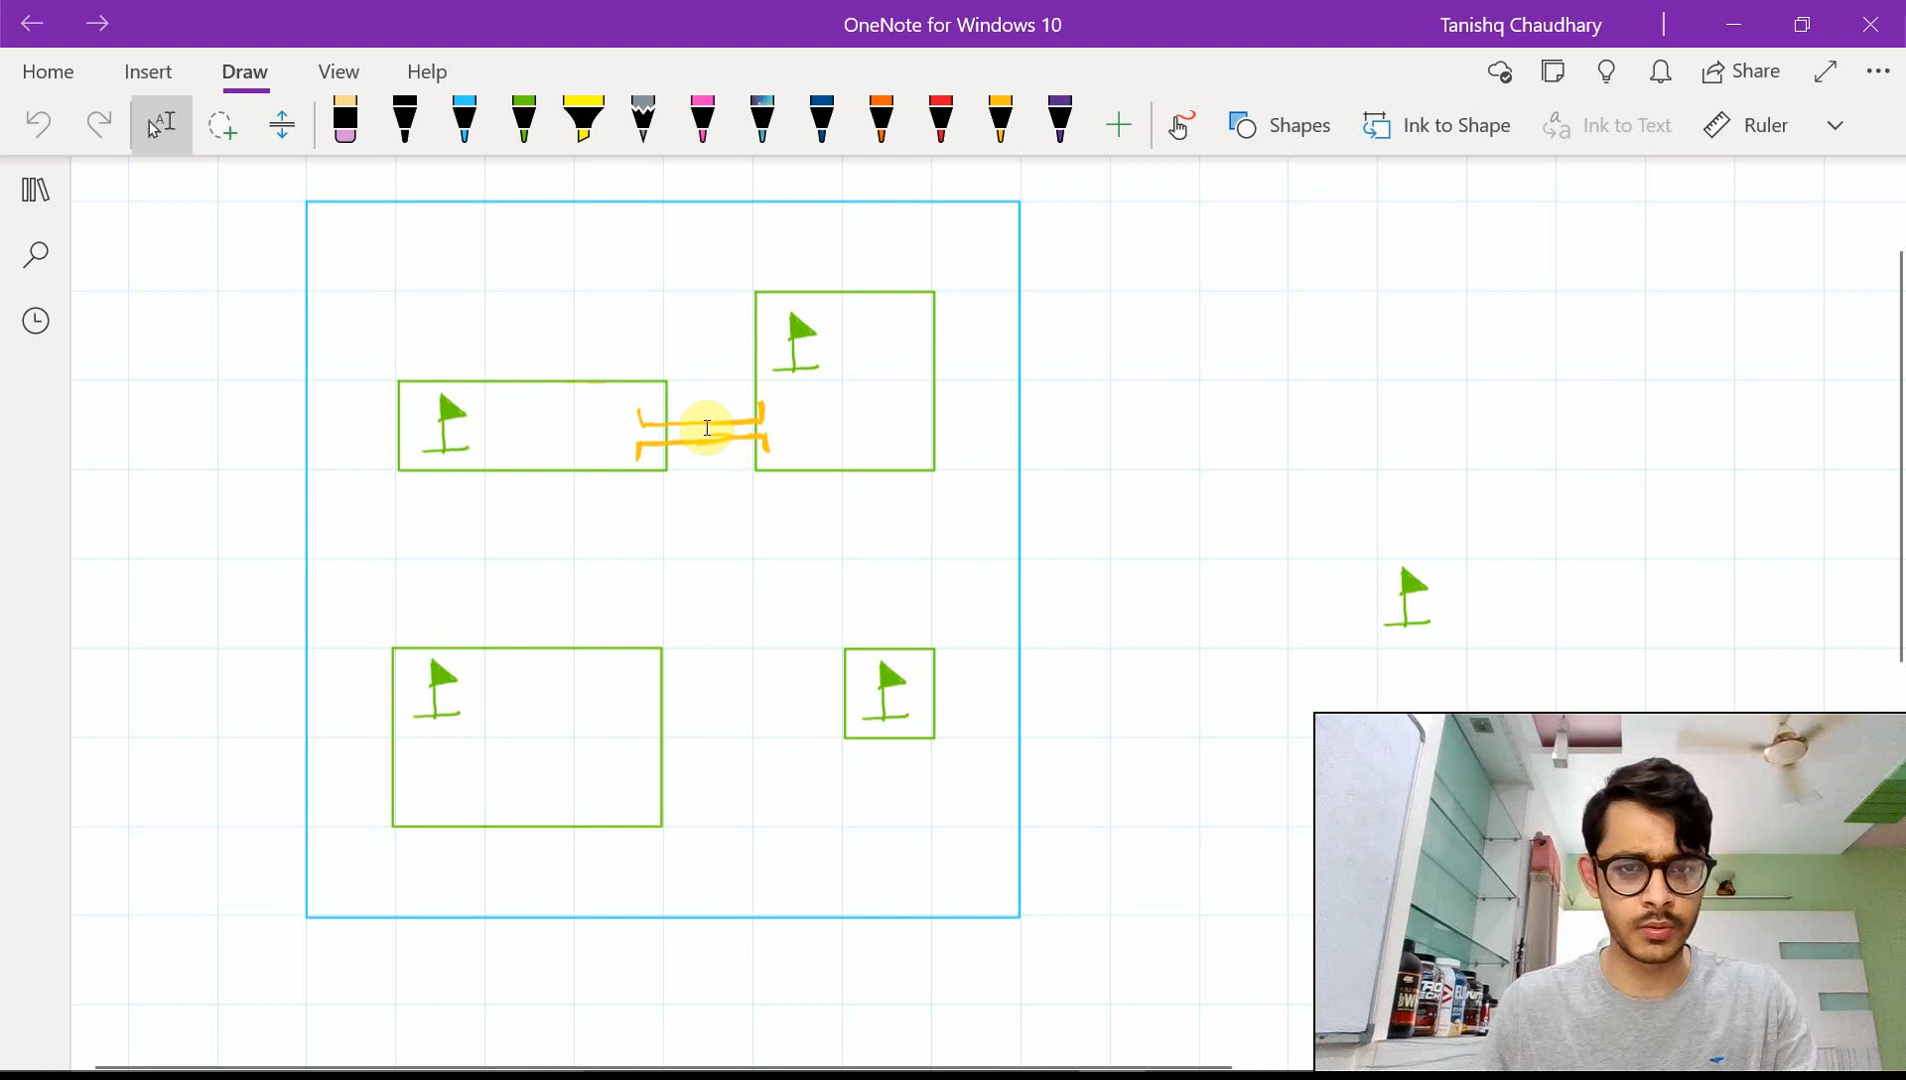 OneNote for Windows 10
Tanishq Chaudhary
Home Insert Draw View Help
Share
Shapes Ink to Shape Ink to Text Ruler